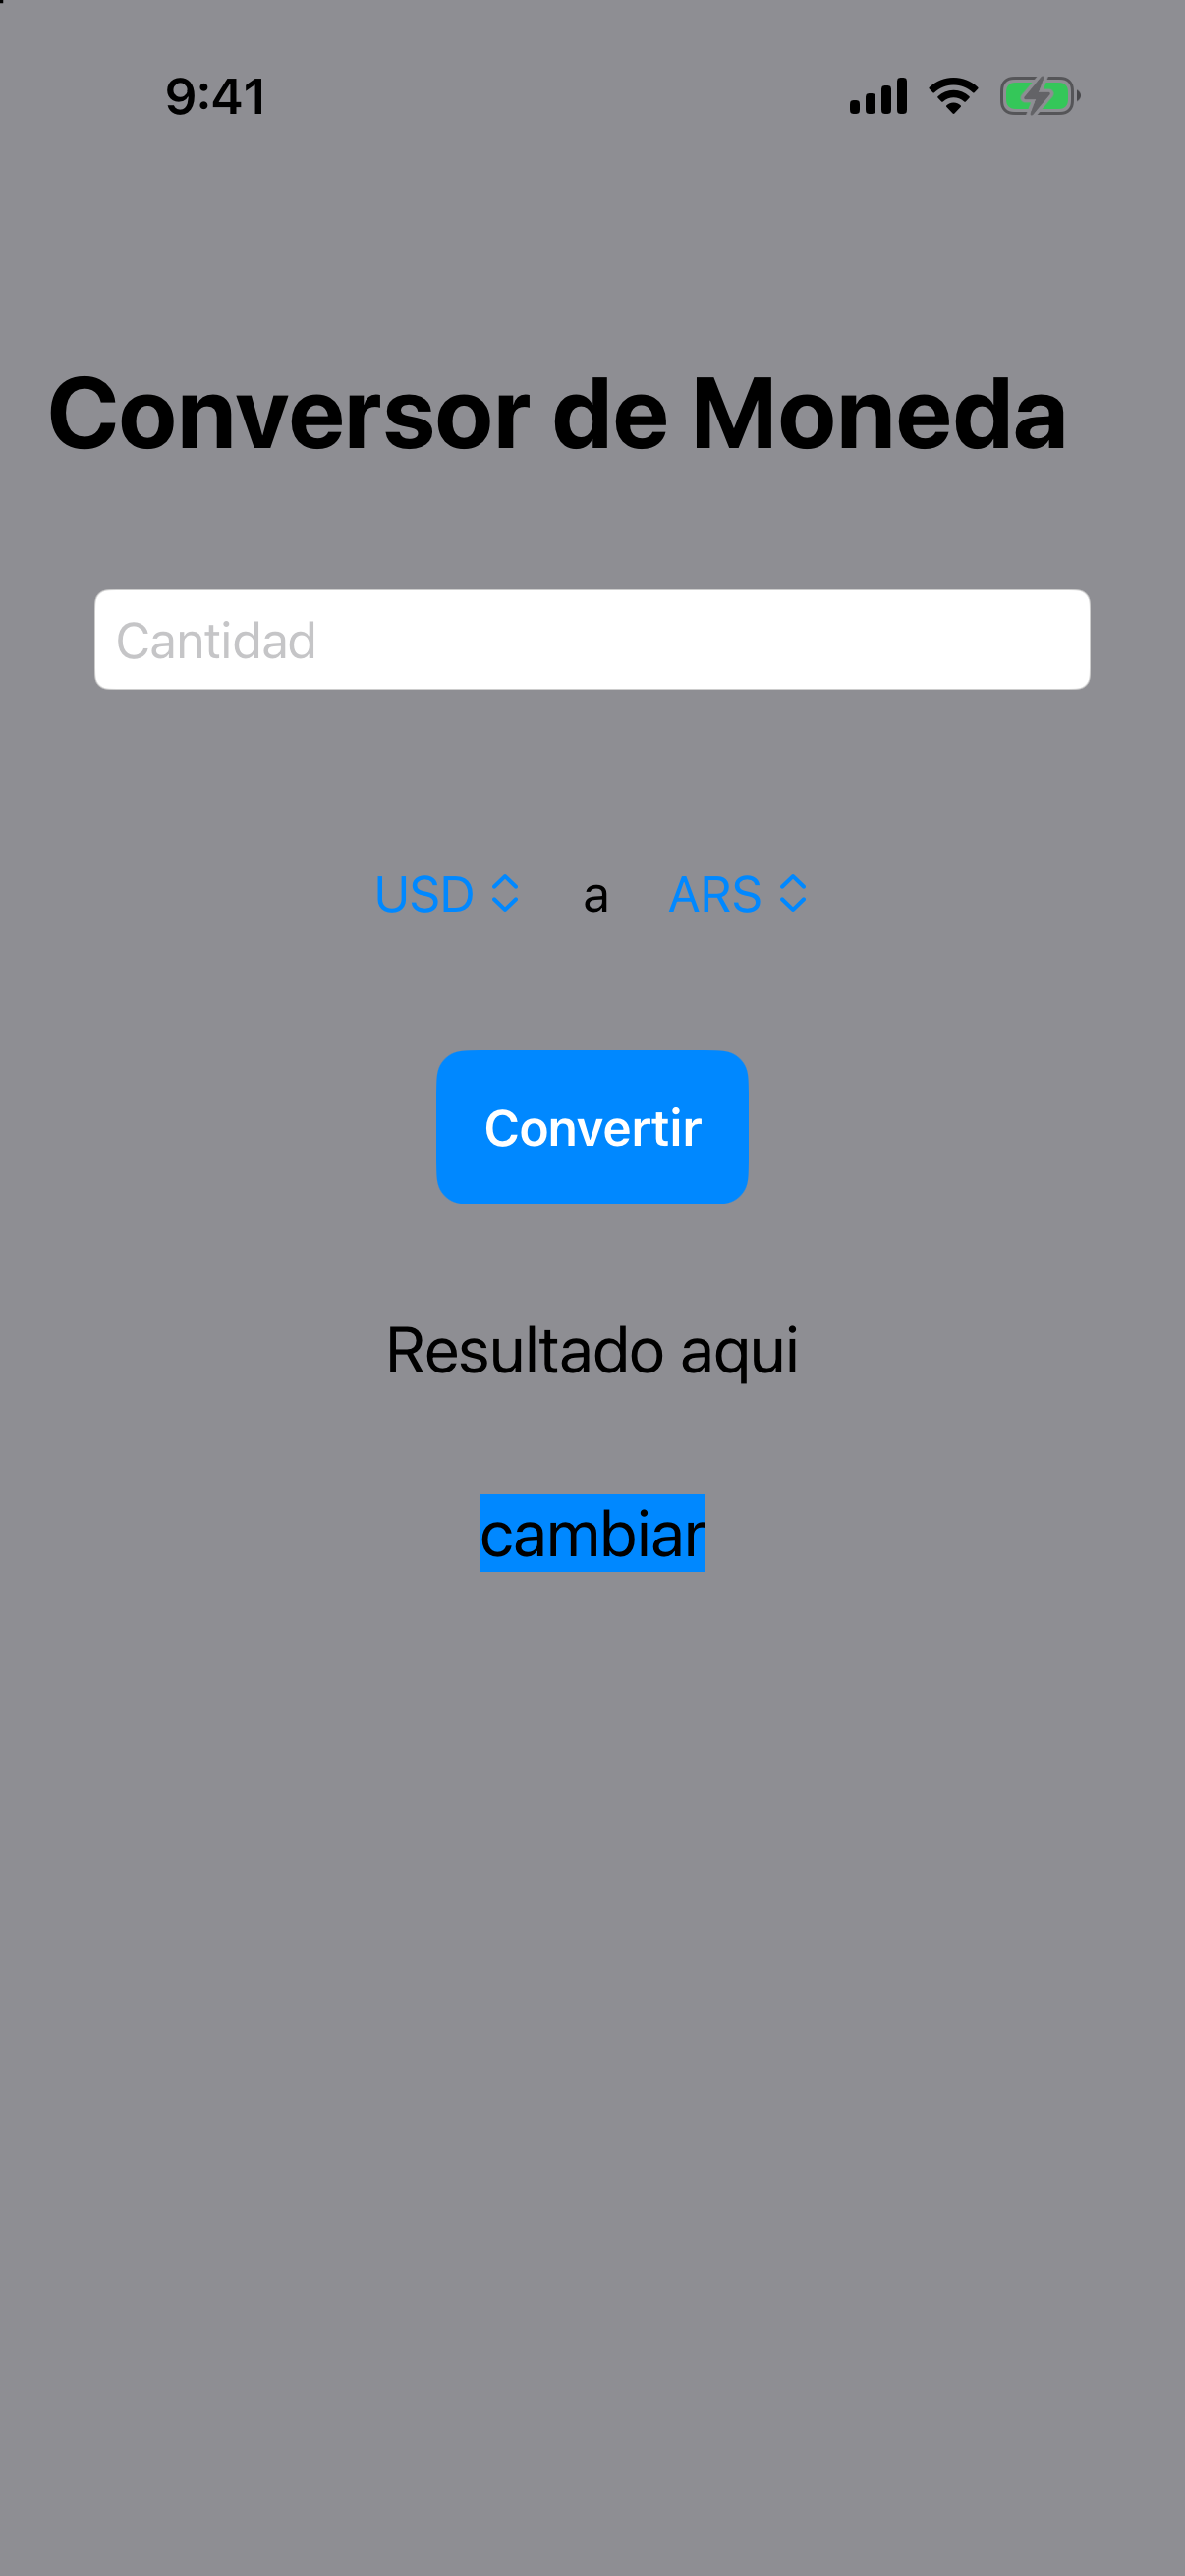 9:41
Conversor de Moneda
Cantidad
USD a ARS
Convertir
Resultado aqui
cambiar